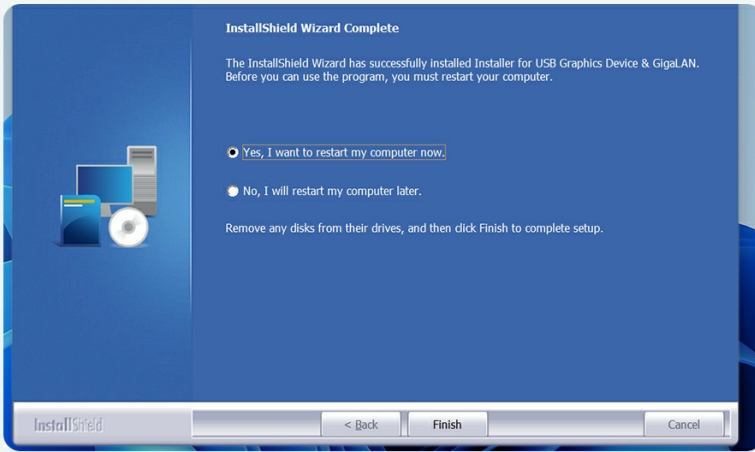 InstallShield Wizard Complete
The InstallShield Wizard has successfully installed Installer for USB Graphics Device & GigaLAN.
Before you can use the program, you must restart your computer.
Yes, I want to restart my computer now.
No, I will restart my computer later.
Remove any disks from their drives, and then click Finish to complete setup.
InstallShield
< Back
Finish
Cancel